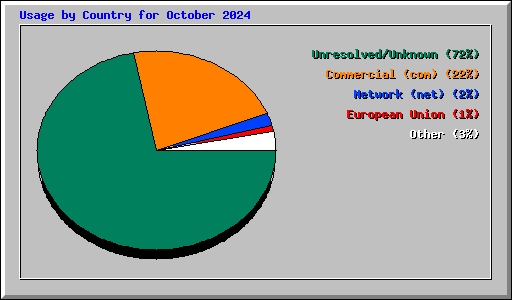 Usage by Country for October 2024
Unresolved/Unknown (72%)
Commercial (com) (22%)
Network (net) (2%)
European Union (1%)
Other (3%)